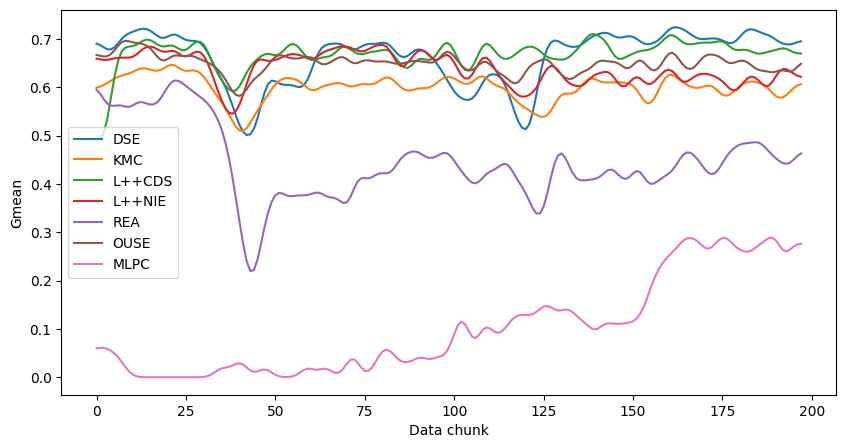 0.7
0.6
0.5
0.4
0.3
0.2
0.1
0.0
Gmean
DSE
KMC
L++CDS
L++NIE
REA
OUSE
MLPC
0 25 50 75 100 125 150 175 200
Data chunk